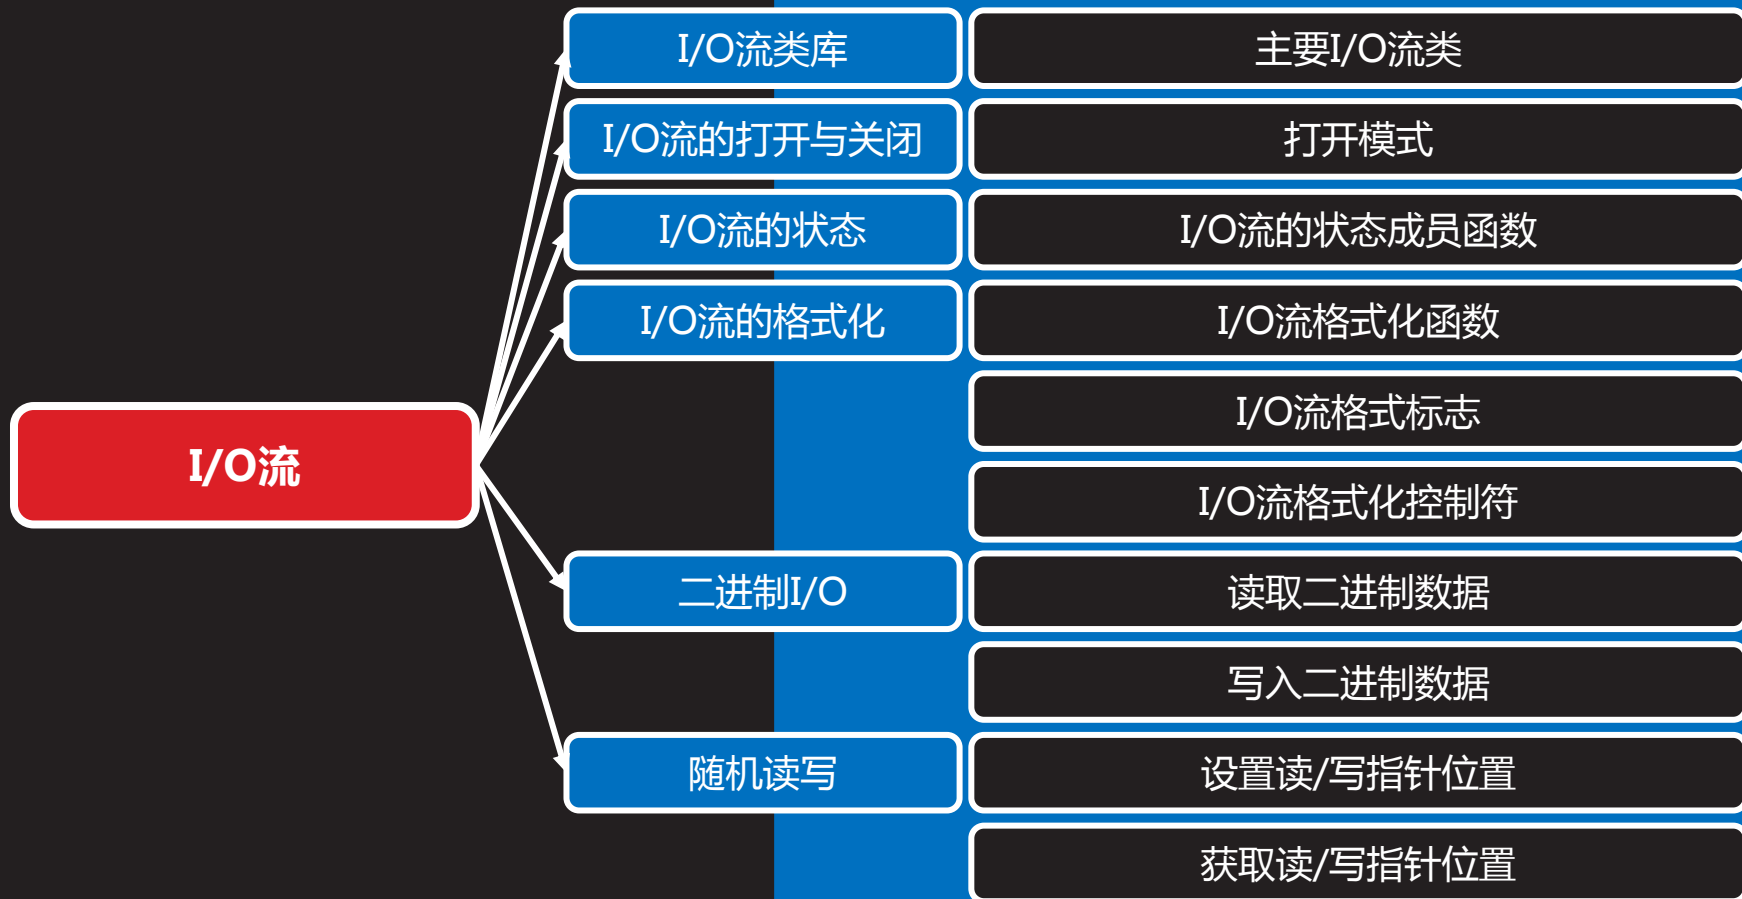 I/O流
I/O流类库
主要I/O流类
I/O流的打开与关闭
打开模式
I/O流的状态
I/O流的状态成员函数
I/O流的格式化
I/O流格式化函数
I/O流格式标志
I/O流格式化控制符
二进制I/O
读取二进制数据
写入二进制数据
随机读写
设置读/写指针位置
获取读/写指针位置